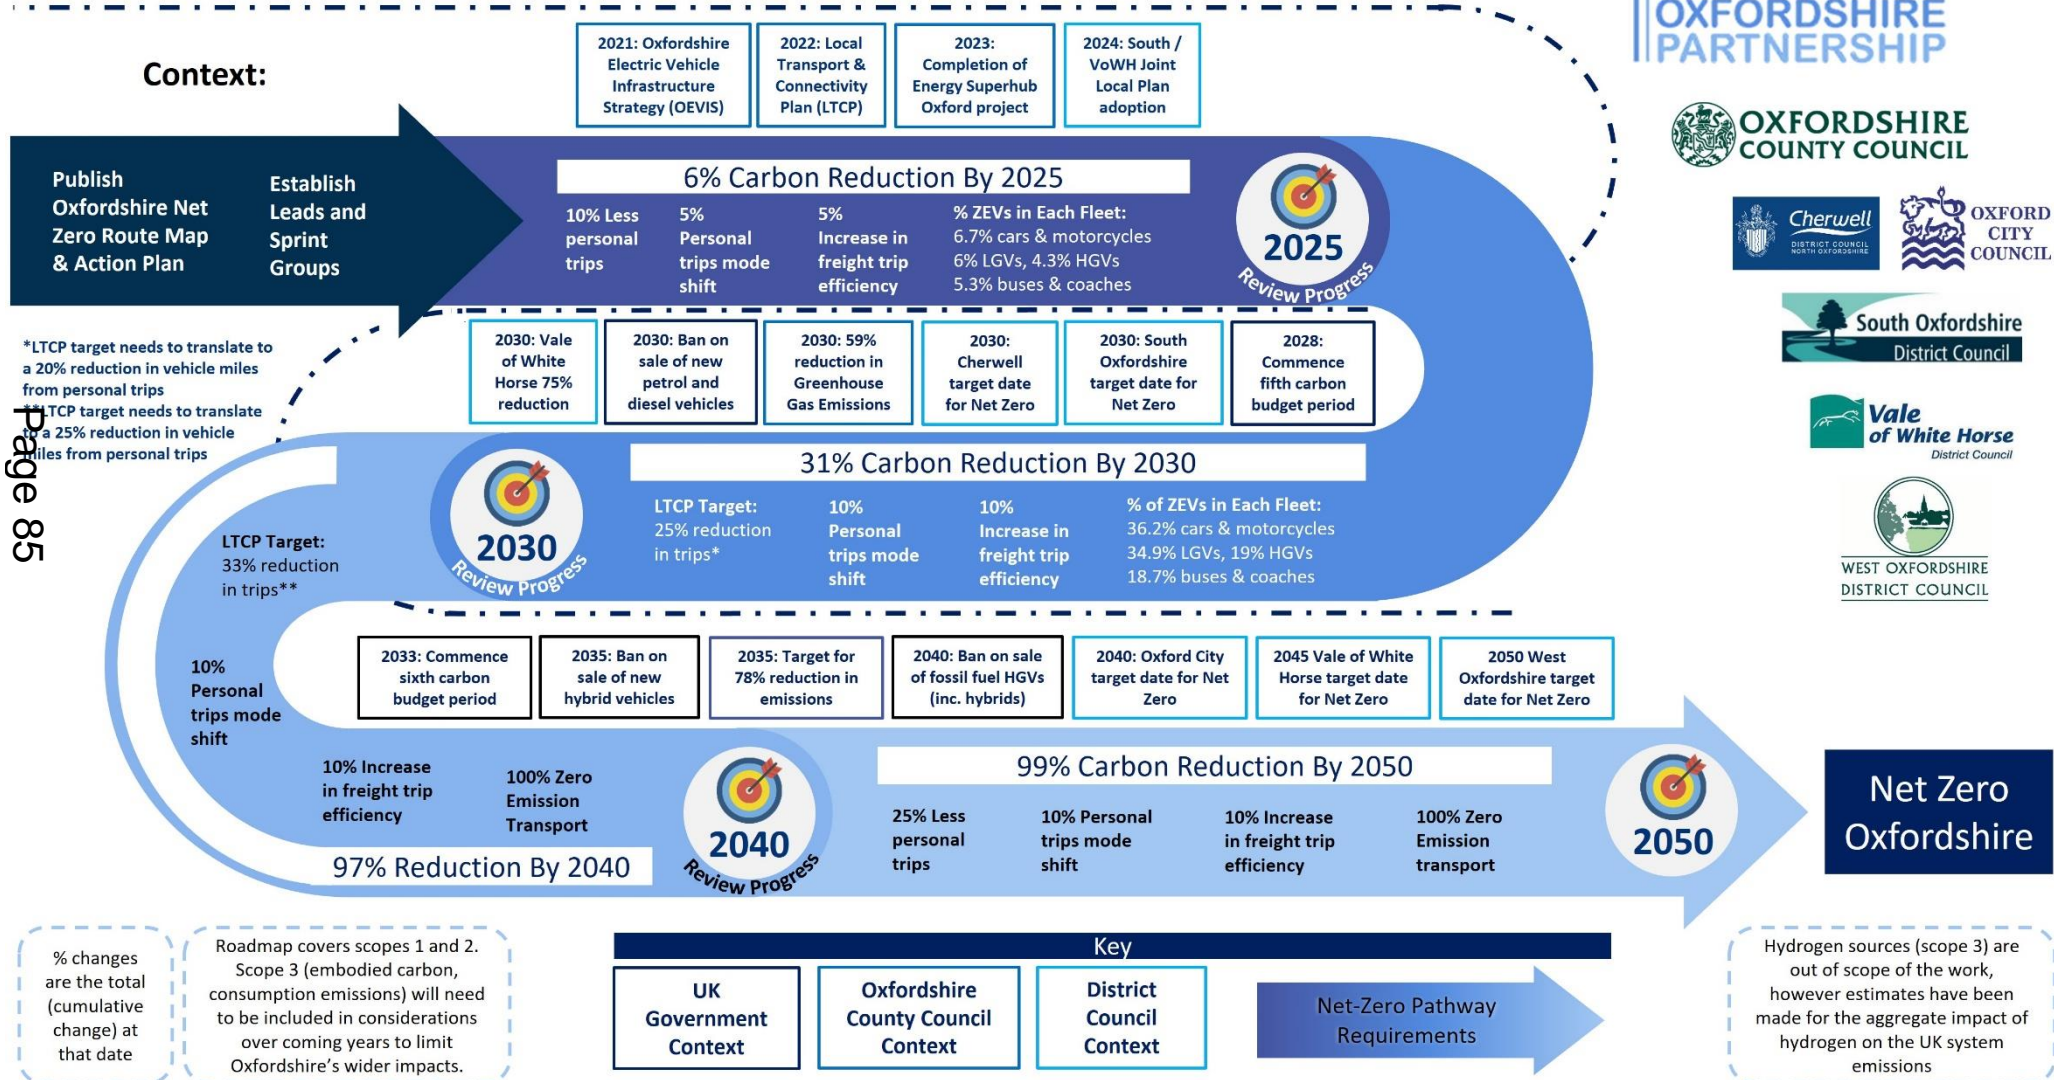 OXFORDSHIRE
PARTNERSHIP
Context:
2021: Oxfordshire
Electric Vehicle
Infrastructure
Strategy (OEVIS)
2022: Local
Transport &
Connectivity
Plan (LTCP)
2023:
Completion of
Energy Superhub
Oxford project
2024: South /
VoWH Joint
Local Plan
adoption
OXFORDSHIRE
COUNTY COUNCIL
Cherwell
DISTRICT COUNCIL
NORTH OXFORDSHIRE
OXFORD
CITY
COUNCIL
South Oxfordshire
District Council
Vale
of White Horse
District Council
WEST OXFORDSHIRE
DISTRICT COUNCIL
Publish
Oxfordshire Net
Zero Route Map
& Action Plan
Establish
Leads and
Sprint
Groups
6% Carbon Reduction By 2025
10% Less
personal
trips
5%
Personal
trips mode
shift
5%
Increase in
freight trip
efficiency
% ZEVs in Each Fleet:
6.7% cars & motorcycles
6% LGVs, 4.3% HGVs
5.3% buses & coaches
2025
Review Progress
*LTCP target needs to translate to
a 20% reduction in vehicle miles
from personal trips
**LTCP target needs to translate
to a 25% reduction in vehicle
miles from personal trips
Page 85
2030: Vale
of White
Horse 75%
reduction
2030: Ban on
sale of new
petrol and
diesel vehicles
2030: 59%
reduction in
Greenhouse
Gas Emissions
2030:
Cherwell
target date
for Net Zero
2030: South
Oxfordshire
target date for
Net Zero
2028:
Commence
fifth carbon
budget period
31% Carbon Reduction By 2030
2030
Review Progress
LTCP Target:
25% reduction
in trips*
10%
Personal
trips mode
shift
10%
Increase in
freight trip
efficiency
% of ZEVs in Each Fleet:
36.2% cars & motorcycles
34.9% LGVs, 19% HGVs
18.7% buses & coaches
LTCP Target:
33% reduction
in trips**
10%
Personal
trips mode
shift
10% Increase
in freight trip
efficiency
100% Zero
Emission
Transport
97% Reduction By 2040
2033: Commence
sixth carbon
budget period
2035: Ban on
sale of new
hybrid vehicles
2035: Target for
78% reduction in
emissions
2040: Ban on sale
of fossil fuel HGVs
(inc. hybrids)
2040: Oxford City
target date for Net
Zero
2045 Vale of White
Horse target date
for Net Zero
2050 West
Oxfordshire target
date for Net Zero
2040
Review Progress
99% Carbon Reduction By 2050
25% Less
personal
trips
10% Personal
trips mode
shift
10% Increase
in freight trip
efficiency
100% Zero
Emission
transport
2050
Net Zero
Oxfordshire
% changes
are the total
(cumulative
change) at
that date
Roadmap covers scopes 1 and 2.
Scope 3 (embodied carbon,
consumption emissions) will need
to be included in considerations
over coming years to limit
Oxfordshire's wider impacts.
Key
UK
Government
Context
Oxfordshire
County Council
Context
District
Council
Context
Net-Zero Pathway
Requirements
Hydrogen sources (scope 3) are
out of scope of the work,
however estimates have been
made for the aggregate impact of
hydrogen on the UK system
emissions